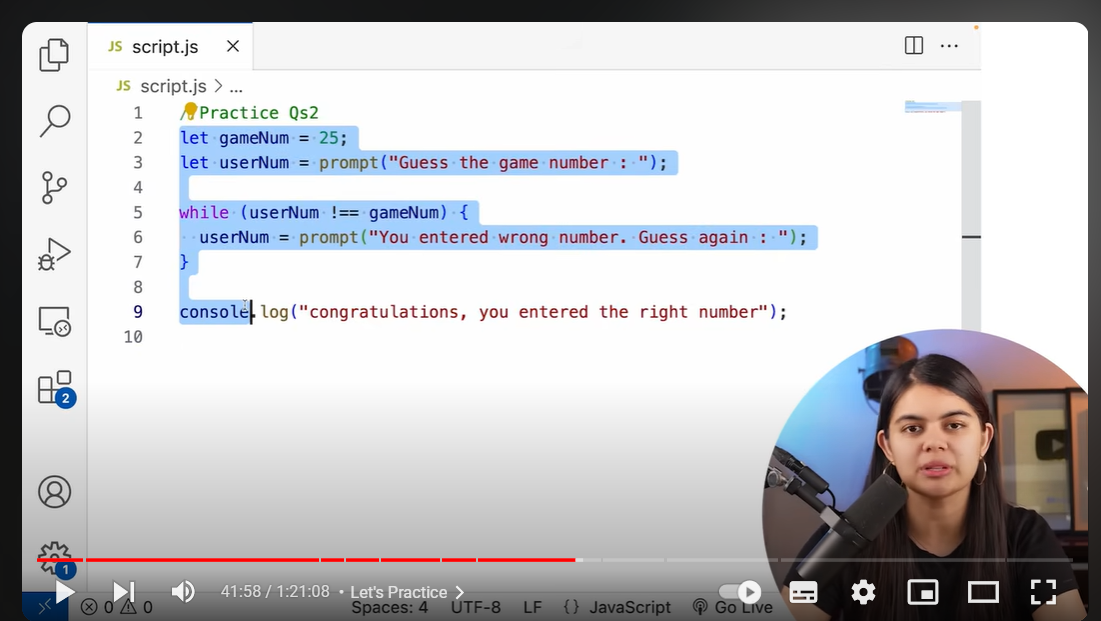 JS script.js
JS script.js > ...
1 //Practice Qs2
2 let gameNum = 25;
3 let userNum = prompt("Guess the game number : ");
4
5 while (userNum !== gameNum) {
6 userNum = prompt("You entered wrong number. Guess again : ");
7 }
8
9 console.log("congratulations, you entered the right number");
10
2
1
41:58 / 1:21:08 • Let's Practice >
0 0 Spaces: 4 UTF-8 LF {} JavaScript Go Live